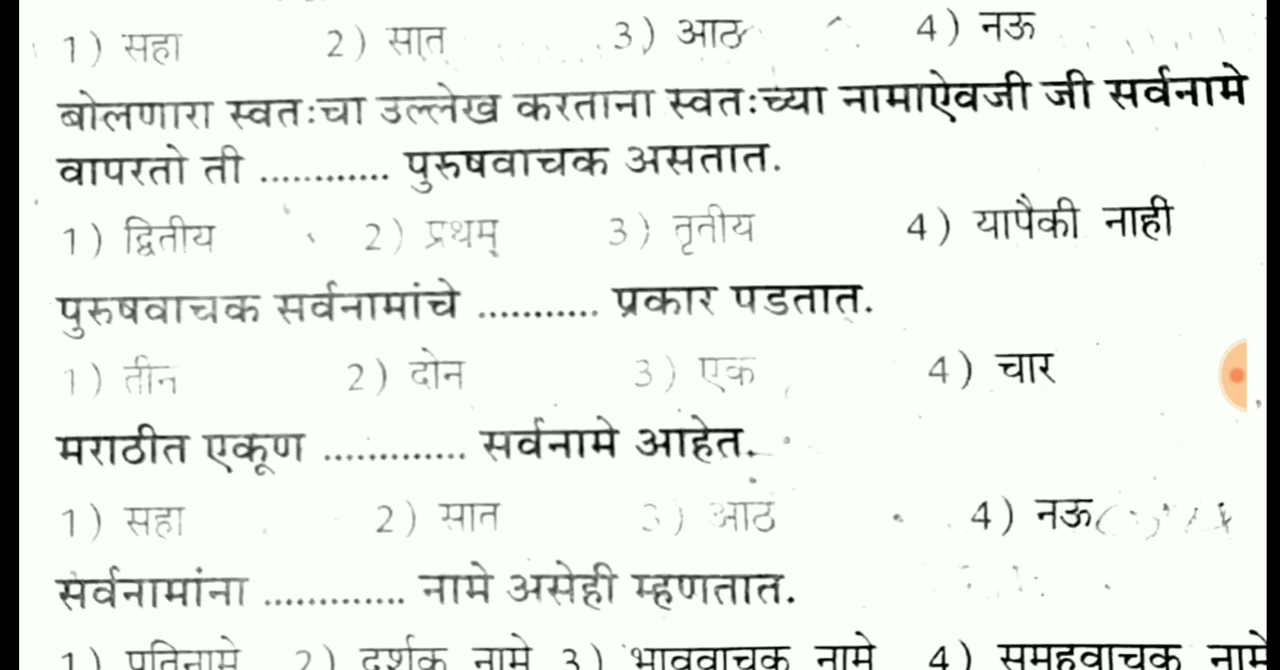 1) सहा 2) सात 3) आठ 4) नऊ
बोलणारा स्वतःचा उल्लेख करताना स्वतःच्या नामाऐवजी जी सर्वनामे
वापरतो ती ............ पुरुषवाचक असतात.
1) द्वितीय 2) प्रथम् 3) तृतीय 4) यापैकी नाही
पुरुषवाचक सर्वनामांचे ........... प्रकार पडतात.
1) तीन 2) दोन 3) एक 4) चार
मराठीत एकूण ............. सर्वनामे आहेत.
1) सहा 2) सात 3) आठ 4) नऊ
सर्वनामांना ............. नामे असेही म्हणतात.
1) प्रतिनामे 2) दर्शक नामे 3) भाववाचक नामे 4) समूहवाचक नामे